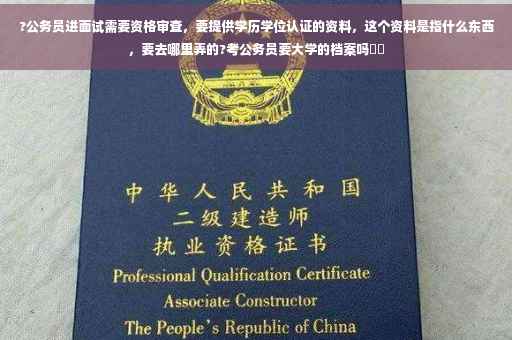 ?公务员进面试需要资格审查，要提供学历学位认证的资料，这个资料是指什么东西
，要去哪里弄的?考公务员要大学的档案吗▯▯
中华人民共和国
二级建造师
执业资格证书
Professional Qualification Certificate
Associate Constructor
The People's Republic of China